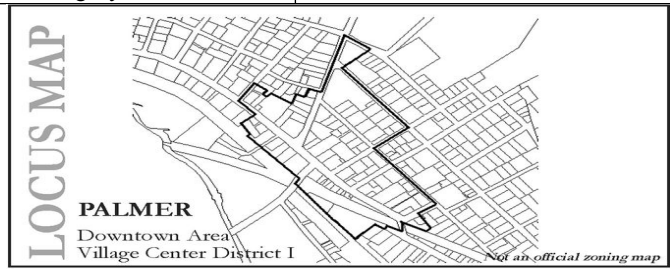 LOCUS MAP
PALMER
Downtown Area
Village Center District I
Not an official zoning map